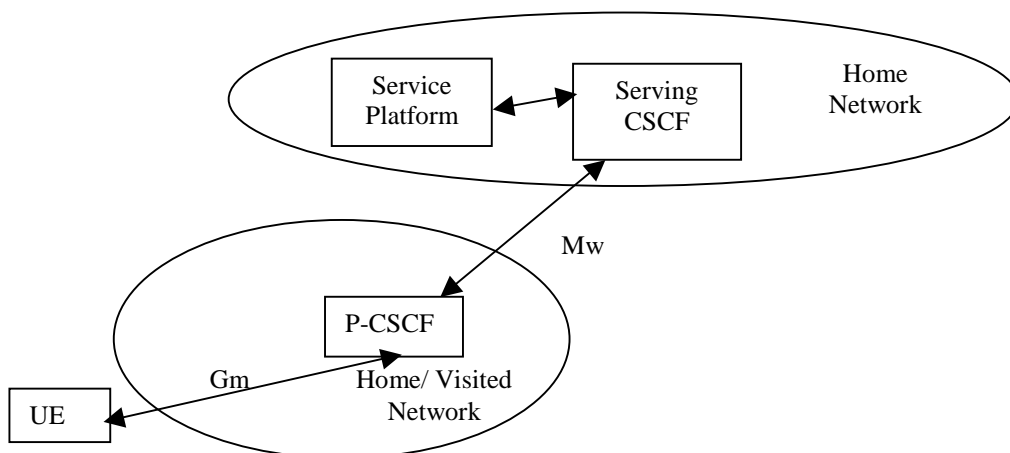 Service
Platform
Serving
CSCF
Home
Network
Mw
P-CSCF
Gm
Home/ Visited
Network
UE